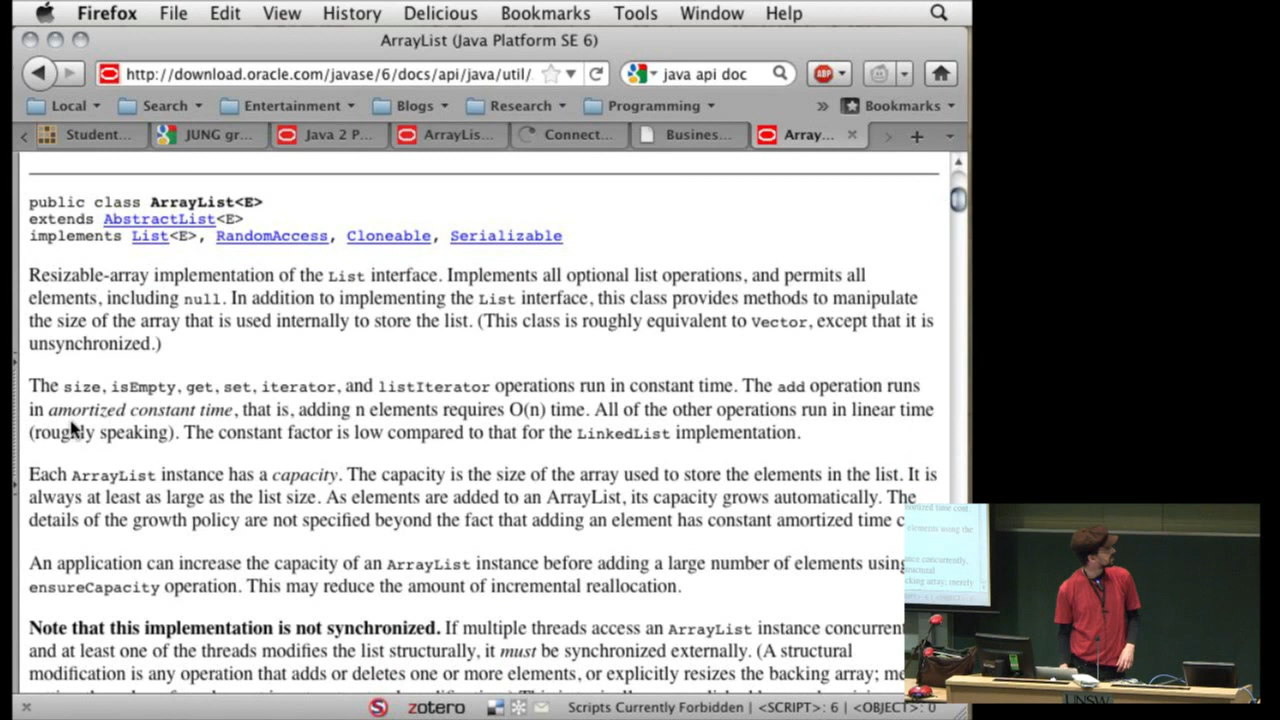 Firefox File Edit View History Delicious Bookmarks Tools Window Help
ArrayList (Java Platform SE 6)
http://download.oracle.com/javase/6/docs/api/java/util/. java api doc ABP
Local Search Entertainment Blogs Research Programming » Bookmarks
Student... JUNG gr... Java 2 P... ArrayLis... Connect... Busines... Array...
public class ArrayList<E>
extends AbstractList<E>
implements List<E>, RandomAccess, Cloneable, Serializable
Resizable-array implementation of the List interface. Implements all optional list operations, and permits all
elements, including null. In addition to implementing the List interface, this class provides methods to manipulate
the size of the array that is used internally to store the list. (This class is roughly equivalent to Vector, except that it is
unsynchronized.)
The size, isEmpty, get, set, iterator, and listIterator operations run in constant time. The add operation runs
in amortized constant time, that is, adding n elements requires O(n) time. All of the other operations run in linear time
(roughly speaking). The constant factor is low compared to that for the LinkedList implementation.
Each ArrayList instance has a capacity. The capacity is the size of the array used to store the elements in the list. It is
always at least as large as the list size. As elements are added to an ArrayList, its capacity grows automatically. The
details of the growth policy are not specified beyond the fact that adding an element has constant amortized time c
An application can increase the capacity of an ArrayList instance before adding a large number of elements using
ensureCapacity operation. This may reduce the amount of incremental reallocation.
Note that this implementation is not synchronized. If multiple threads access an ArrayList instance concurren
and at least one of the threads modifies the list structurally, it must be synchronized externally. (A structural
modification is any operation that adds or deletes one or more elements, or explicitly resizes the backing array; me
zotero Scripts Currently Forbidden | <SCRIPT>: 6 | <OBJECT>: 0
amortized time cost.
elements using the
concurrently,
structural
backing array; merely
UNSW